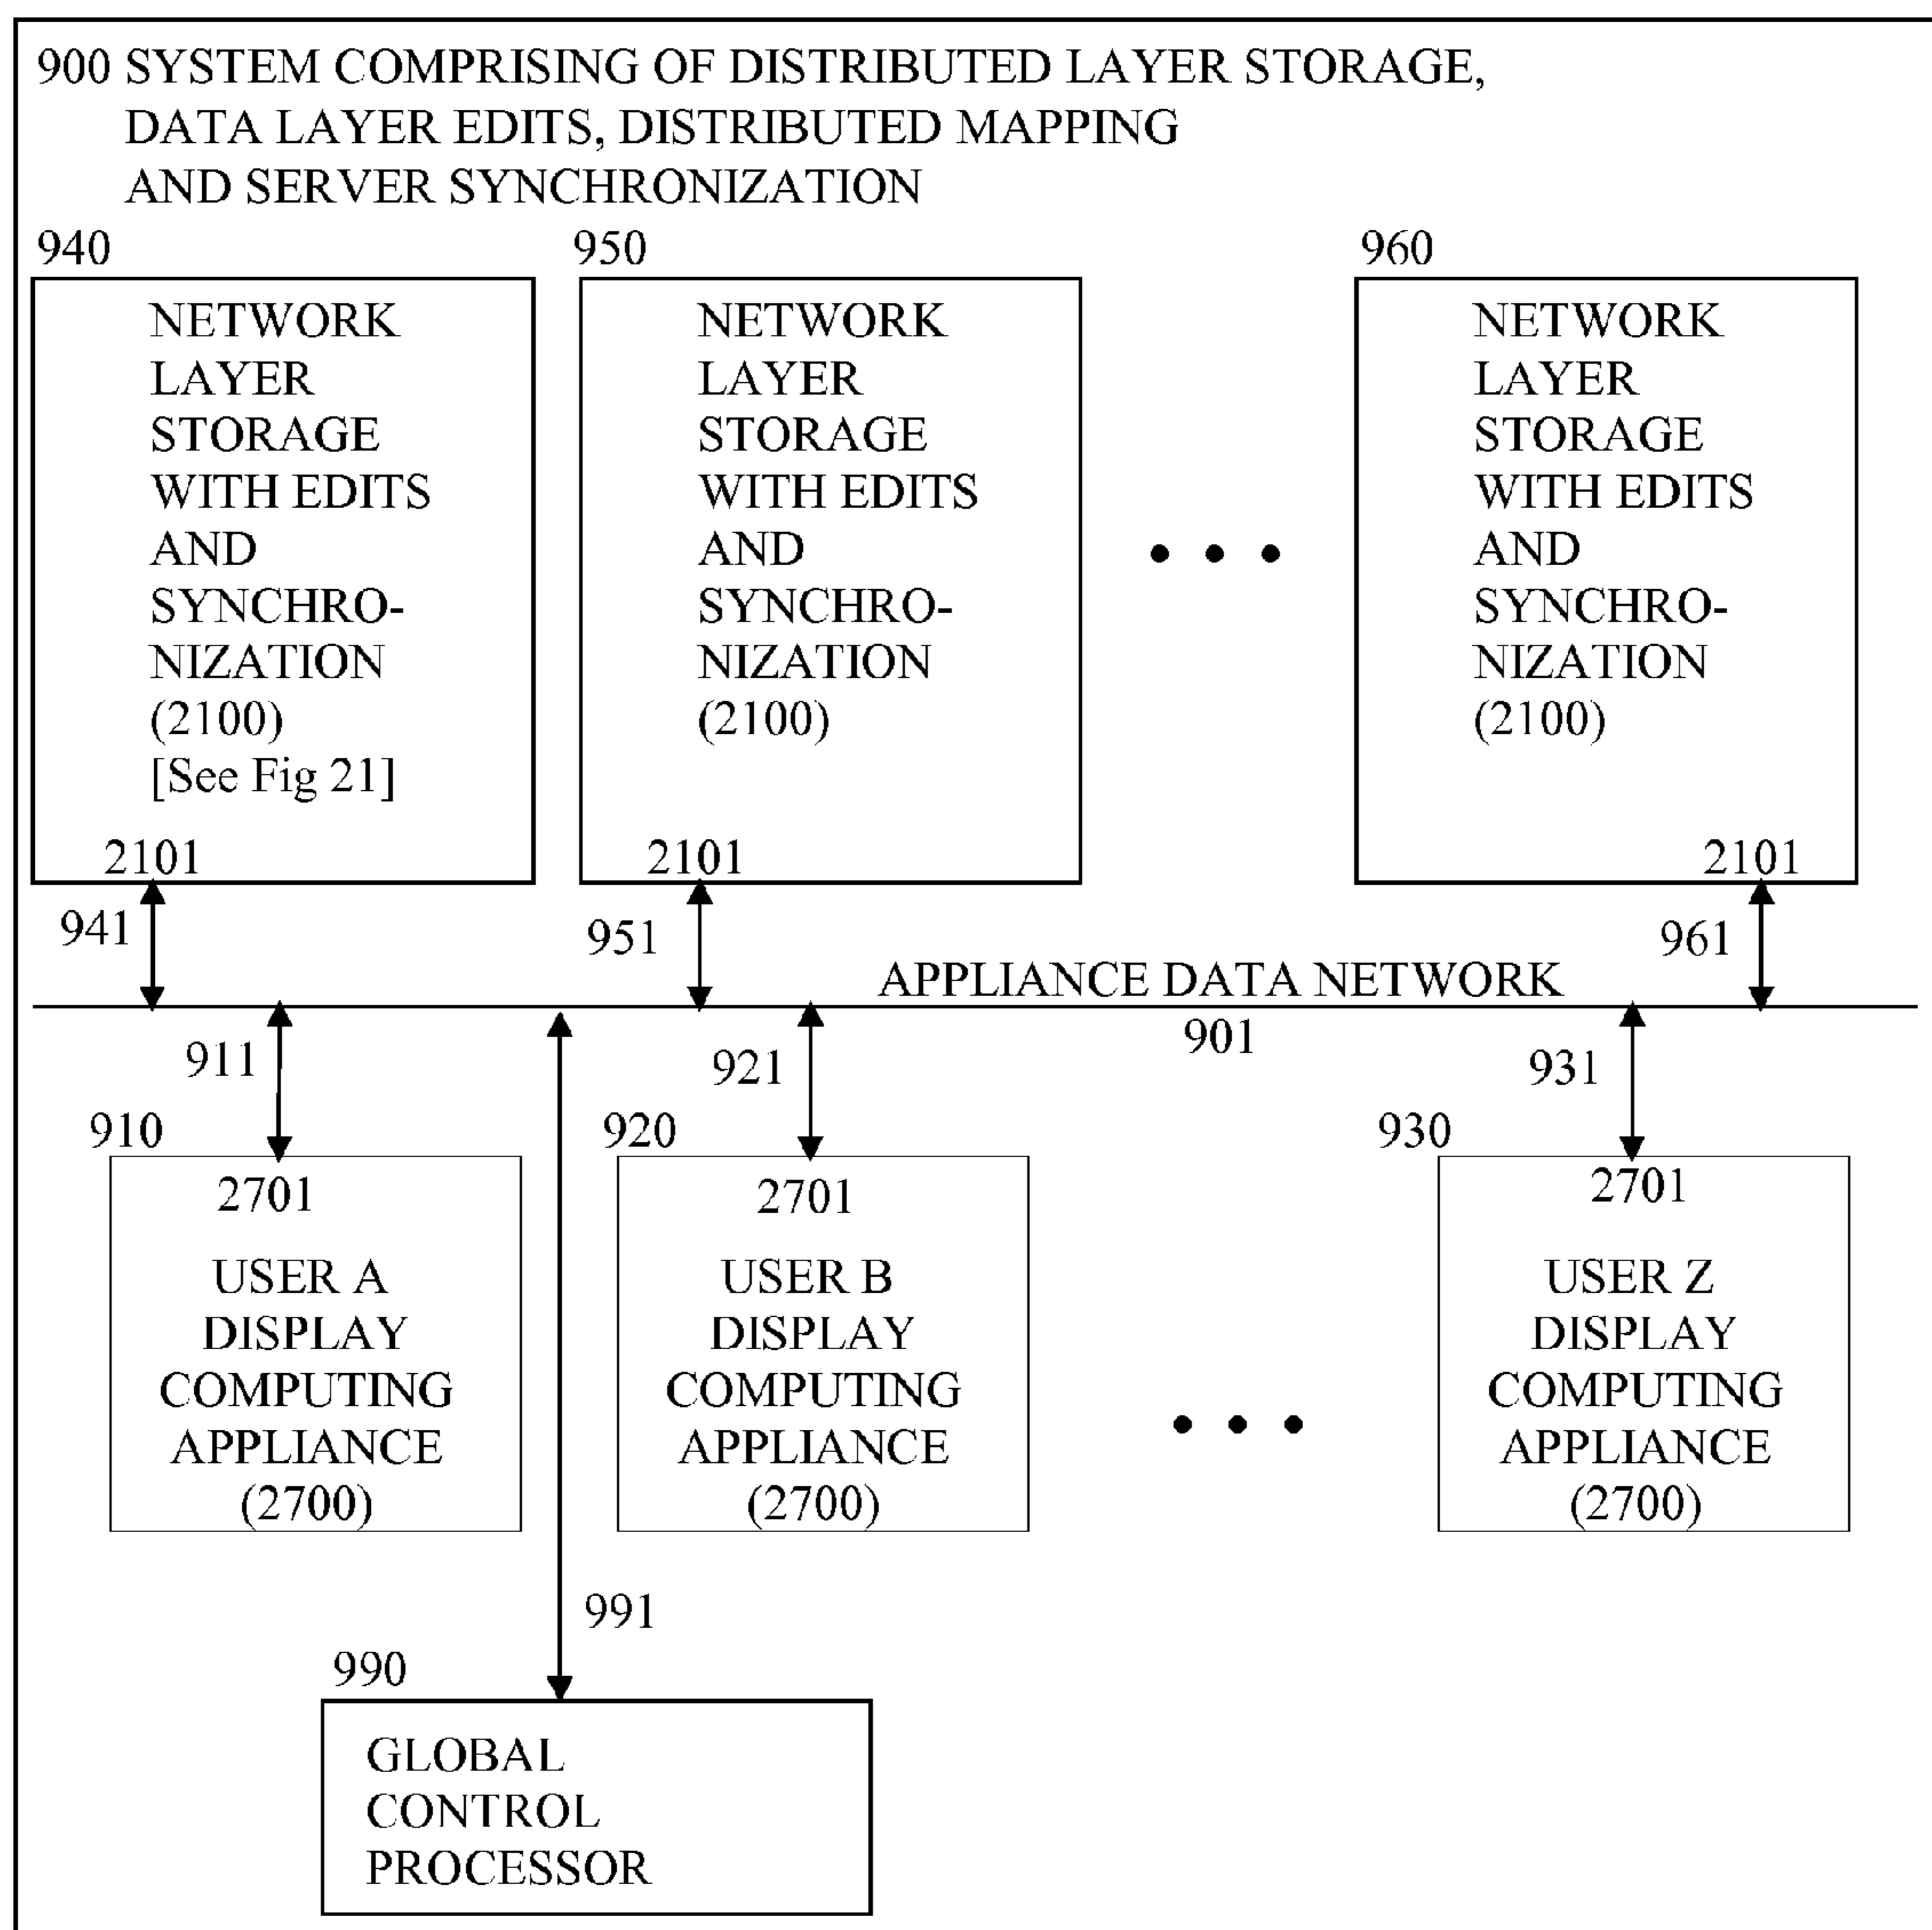 900 SYSTEM COMPRISING OF DISTRIBUTED LAYER STORAGE,
DATA LAYER EDITS, DISTRIBUTED MAPPING
AND SERVER SYNCHRONIZATION
940
NETWORK
LAYER
STORAGE
WITH EDITS
AND
SYNCHRO-
NIZATION
(2100)
[See Fig 21]
2101
950
NETWORK
LAYER
STORAGE
WITH EDITS
AND
SYNCHRO-
NIZATION
(2100)
2101
960
NETWORK
LAYER
STORAGE
WITH EDITS
AND
SYNCHRO-
NIZATION
(2100)
2101
941
951
961
APPLIANCE DATA NETWORK
901
911
921
931
910
2701
USER A
DISPLAY
COMPUTING
APPLIANCE
(2700)
920
2701
USER B
DISPLAY
COMPUTING
APPLIANCE
(2700)
930
2701
USER Z
DISPLAY
COMPUTING
APPLIANCE
(2700)
991
990
GLOBAL
CONTROL
PROCESSOR